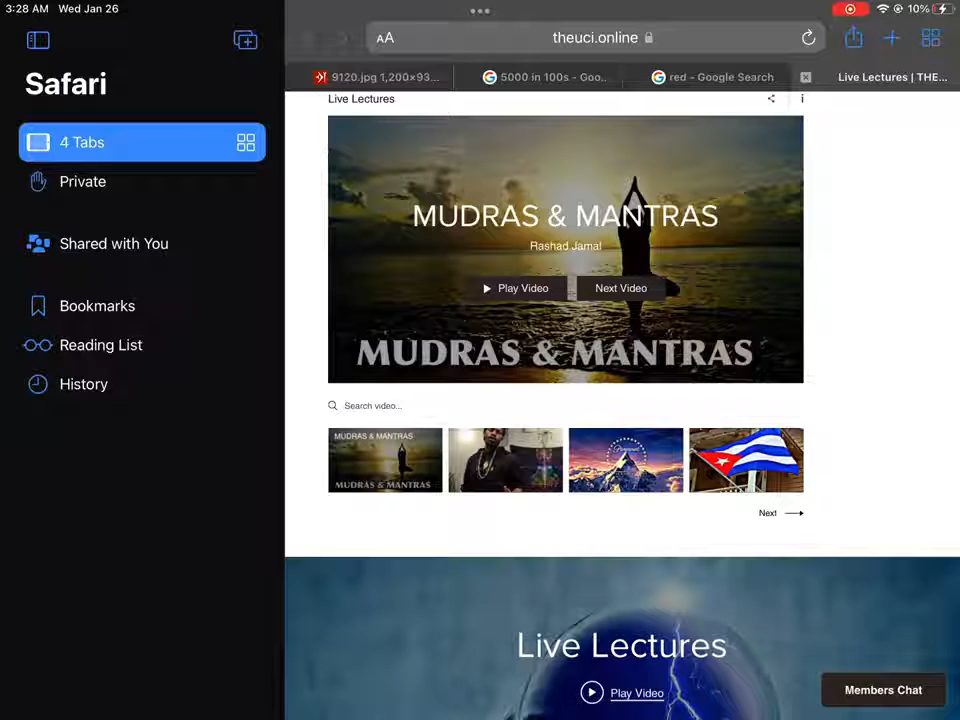 3:28 AM Wed Jan 26
10%
AA
theuci.online
Safari
9120.jpg 1,200×93...
5000 in 100s - Goo...
red - Google Search
Live Lectures | THE...
4 Tabs
Private
Shared with You
Bookmarks
Reading List
History
Live Lectures
MUDRAS & MANTRAS
Rashad Jamal
Play Video
Next Video
MUDRAS & MANTRAS
Search video...
MUDRAS & MANTRAS
MUDRAS & MANTRAS
Paramount
Next
Live Lectures
Play Video
Members Chat